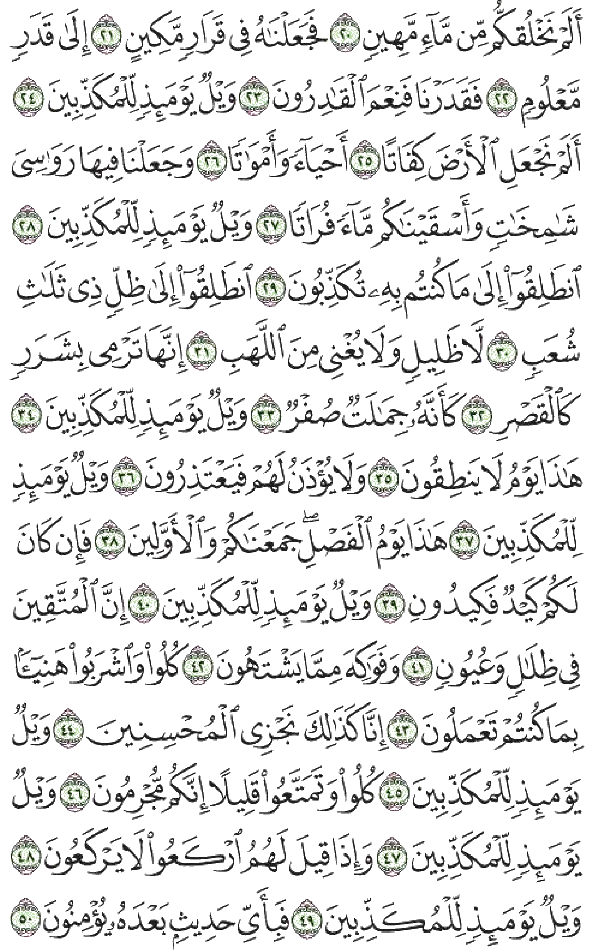 أَلَمْ نَخْلُقكُّم مِّن مَّآءٍ مَّهِينٍ ٢٠ فَجَعَلْنَٰهُ فِى قَرَارٍ مَّكِينٍ ٢١ إِلَىٰ قَدَرٍ
مَّعْلُومٍ ٢٢ فَقَدَرْنَا فَنِعْمَ ٱلْقَٰدِرُونَ ٢٣ وَيْلٌ يَوْمَئِذٍ لِّلْمُكَذِّبِينَ ٢٤
أَلَمْ نَجْعَلِ ٱلْأَرْضَ كِفَاتًا ٢٥ أَحْيَآءً وَأَمْوَٰتًا ٢٦ وَجَعَلْنَا فِيهَا رَوَٰسِىَ
شَٰمِخَٰتٍ وَأَسْقَيْنَٰكُم مَّآءً فُرَاتًا ٢٧ وَيْلٌ يَوْمَئِذٍ لِّلْمُكَذِّبِينَ ٢٨
ٱنطَلِقُوٓا۟ إِلَىٰ مَا كُنتُم بِهِۦ تُكَذِّبُونَ ٢٩ ٱنطَلِقُوٓا۟ إِلَىٰ ظِلٍّ ذِى ثَلَٰثِ
شُعَبٍ ٣٠ لَّا ظَلِيلٍ وَلَا يُغْنِى مِنَ ٱللَّهَبِ ٣١ إِنَّهَا تَرْمِى بِشَرَرٍ
كَٱلْقَصْرِ ٣٢ كَأَنَّهُۥ جِمَٰلَتٌ صُفْرٌ ٣٣ وَيْلٌ يَوْمَئِذٍ لِّلْمُكَذِّبِينَ ٣٤
هَٰذَا يَوْمُ لَا يَنطِقُونَ ٣٥ وَلَا يُؤْذَنُ لَهُمْ فَيَعْتَذِرُونَ ٣٦ وَيْلٌ يَوْمَئِذٍ
لِّلْمُكَذِّبِينَ ٣٧ هَٰذَا يَوْمُ ٱلْفَصْلِ ۖ جَمَعْنَٰكُمْ وَٱلْأَوَّلِينَ ٣٨ فَإِن كَانَ
لَكُمْ كَيْدٌ فَكِيدُونِ ٣٩ وَيْلٌ يَوْمَئِذٍ لِّلْمُكَذِّبِينَ ٤٠ إِنَّ ٱلْمُتَّقِينَ
فِى ظِلَٰلٍ وَعُيُونٍ ٤١ وَفَوَٰكِهَ مِمَّا يَشْتَهُونَ ٤٢ كُلُوا۟ وَٱشْرَبُوا۟ هَنِيٓـًٔۢا
بِمَا كُنتُمْ تَعْمَلُونَ ٤٣ إِنَّا كَذَٰلِكَ نَجْزِى ٱلْمُحْسِنِينَ ٤٤ وَيْلٌ
يَوْمَئِذٍ لِّلْمُكَذِّبِينَ ٤٥ كُلُوا۟ وَتَمَتَّعُوا۟ قَلِيلًا إِنَّكُم مُّجْرِمُونَ ٤٦ وَيْلٌ
يَوْمَئِذٍ لِّلْمُكَذِّبِينَ ٤٧ وَإِذَا قِيلَ لَهُمُ ٱرْكَعُوا۟ لَا يَرْكَعُونَ ٤٨
وَيْلٌ يَوْمَئِذٍ لِّلْمُكَذِّبِينَ ٤٩ فَبِأَىِّ حَدِيثٍۭ بَعْدَهُۥ يُؤْمِنُونَ ٥٠